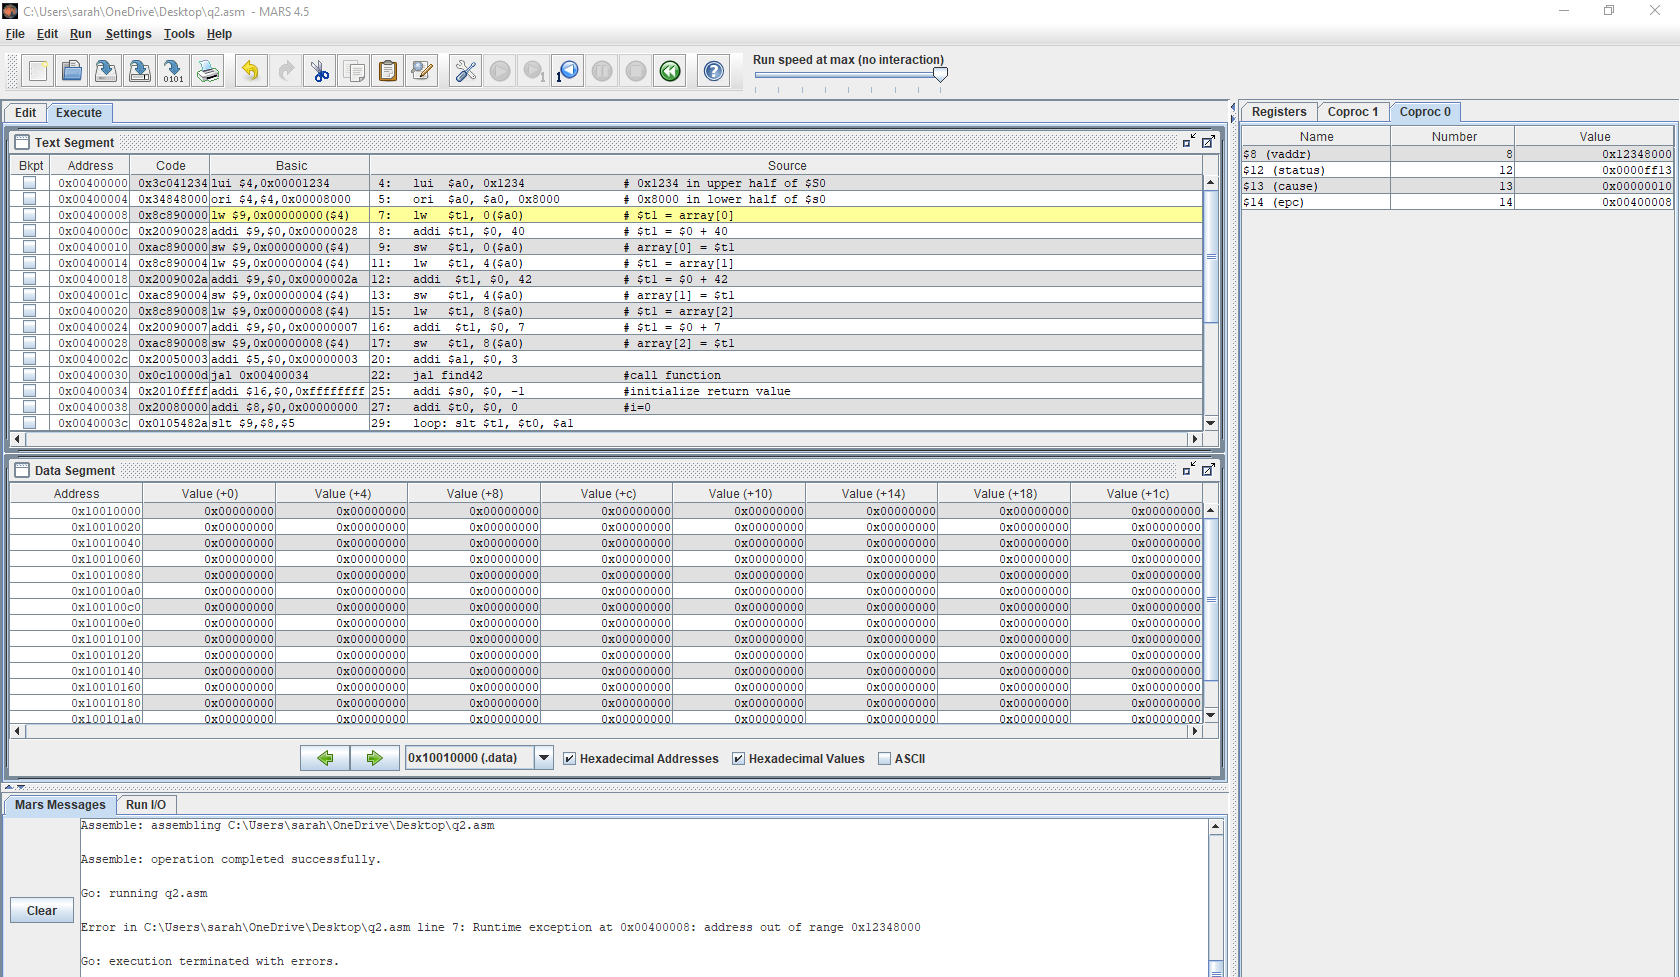 C:\Users\sarah\OneDrive\Desktop\q2.asm - MARS 4.5
File Edit Run Settings Tools Help
Run speed at max (no interaction)
Edit Execute
Text Segment
Bkpt Address Code Basic Source
0x00400000 0x3c041234 lui $4,0x00001234 4: lui $a0, 0x1234 # 0x1234 in upper half of $S0
0x00400004 0x34848000 ori $4,$4,0x00008000 5: ori $a0, $a0, 0x8000 # 0x8000 in lower half of $s0
0x00400008 0x8c890000 lw $9,0x00000000($4) 7: lw $t1, 0($a0) # $t1 = array[0]
0x0040000c 0x20090028 addi $9,$0,0x00000028 8: addi $t1, $0, 40 # $t1 = $0 + 40
0x00400010 0xac890000 sw $9,0x00000000($4) 9: sw $t1, 0($a0) # array[0] = $t1
0x00400014 0x8c890004 lw $9,0x00000004($4) 11: lw $t1, 4($a0) # $t1 = array[1]
0x00400018 0x2009002a addi $9,$0,0x0000002a 12: addi $t1, $0, 42 # $t1 = $0 + 42
0x0040001c 0xac890004 sw $9,0x00000004($4) 13: sw $t1, 4($a0) # array[1] = $t1
0x00400020 0x8c890008 lw $9,0x00000008($4) 15: lw $t1, 8($a0) # $t1 = array[2]
0x00400024 0x20090007 addi $9,$0,0x00000007 16: addi $t1, $0, 7 # $t1 = $0 + 7
0x00400028 0xac890008 sw $9,0x00000008($4) 17: sw $t1, 8($a0) # array[2] = $t1
0x0040002c 0x20050003 addi $5,$0,0x00000003 20: addi $a1, $0, 3
0x00400030 0x0c10000d jal 0x00400034 22: jal find42 #call function
0x00400034 0x2010ffff addi $16,$0,0xffffffff 25: addi $s0, $0, -1 #initialize return value
0x00400038 0x20080000 addi $8,$0,0x00000000 27: addi $t0, $0, 0 #i=0
0x0040003c 0x0105482a slt $9,$8,$5 29: loop: slt $t1, $t0, $a1
Data Segment
Address Value (+0) Value (+4) Value (+8) Value (+c) Value (+10) Value (+14) Value (+18) Value (+1c)
0x10010000 0x00000000 0x00000000 0x00000000 0x00000000 0x00000000 0x00000000 0x00000000 0x00000000
0x10010020 0x00000000 0x00000000 0x00000000 0x00000000 0x00000000 0x00000000 0x00000000 0x00000000
0x10010040 0x00000000 0x00000000 0x00000000 0x00000000 0x00000000 0x00000000 0x00000000 0x00000000
0x10010060 0x00000000 0x00000000 0x00000000 0x00000000 0x00000000 0x00000000 0x00000000 0x00000000
0x10010080 0x00000000 0x00000000 0x00000000 0x00000000 0x00000000 0x00000000 0x00000000 0x00000000
0x100100a0 0x00000000 0x00000000 0x00000000 0x00000000 0x00000000 0x00000000 0x00000000 0x00000000
0x100100c0 0x00000000 0x00000000 0x00000000 0x00000000 0x00000000 0x00000000 0x00000000 0x00000000
0x100100e0 0x00000000 0x00000000 0x00000000 0x00000000 0x00000000 0x00000000 0x00000000 0x00000000
0x10010100 0x00000000 0x00000000 0x00000000 0x00000000 0x00000000 0x00000000 0x00000000 0x00000000
0x10010120 0x00000000 0x00000000 0x00000000 0x00000000 0x00000000 0x00000000 0x00000000 0x00000000
0x10010140 0x00000000 0x00000000 0x00000000 0x00000000 0x00000000 0x00000000 0x00000000 0x00000000
0x10010160 0x00000000 0x00000000 0x00000000 0x00000000 0x00000000 0x00000000 0x00000000 0x00000000
0x10010180 0x00000000 0x00000000 0x00000000 0x00000000 0x00000000 0x00000000 0x00000000 0x00000000
0x100101a0 0x00000000 0x00000000 0x00000000 0x00000000 0x00000000 0x00000000 0x00000000 0x00000000
0x10010000 (.data) Hexadecimal Addresses Hexadecimal Values ASCII
Mars Messages Run I/O
Assemble: assembling C:\Users\sarah\OneDrive\Desktop\q2.asm
Assemble: operation completed successfully.
Go: running q2.asm
Clear
Error in C:\Users\sarah\OneDrive\Desktop\q2.asm line 7: Runtime exception at 0x00400008: address out of range 0x12348000
Go: execution terminated with errors.
Registers Coproc 1 Coproc 0
Name Number Value
$8 (vaddr) 8 0x12348000
$12 (status) 12 0x0000ff13
$13 (cause) 13 0x00000010
$14 (epc) 14 0x00400008